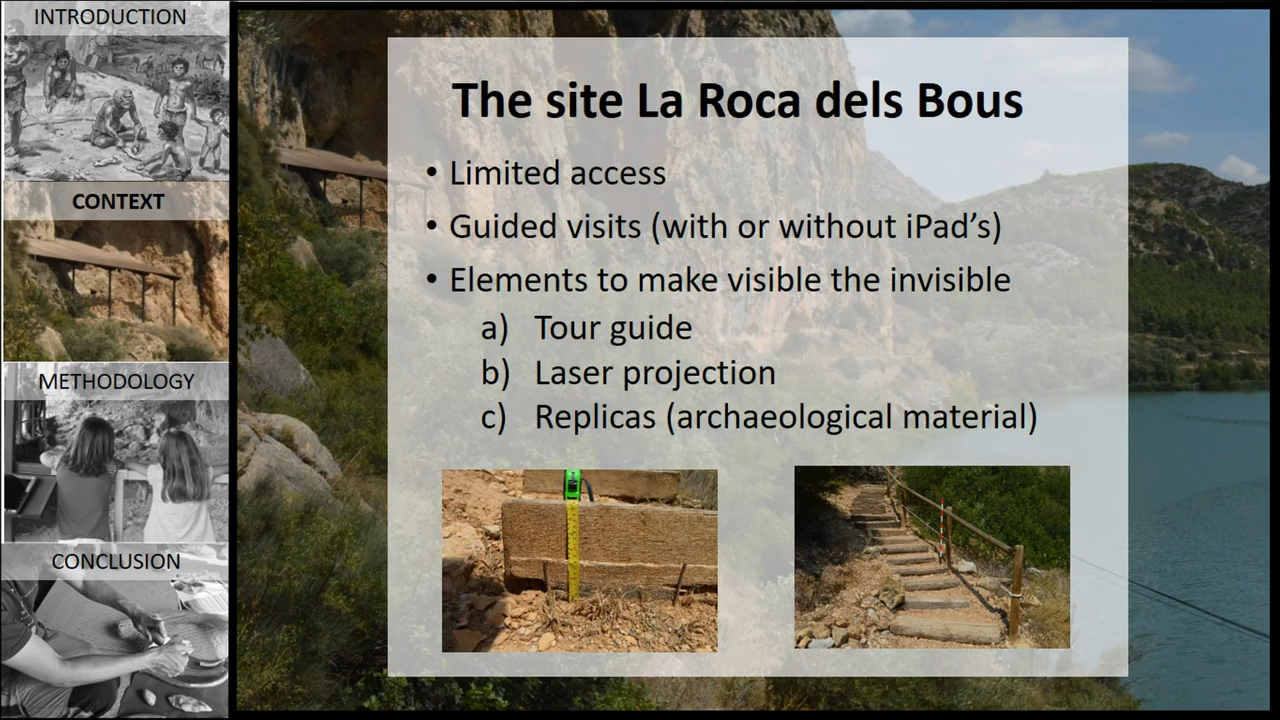 INTRODUCTION
CONTEXT
METHODOLOGY
CONCLUSION
The site La Roca dels Bous
• Limited access
• Guided visits (with or without iPad’s)
• Elements to make visible the invisible
a) Tour guide
b) Laser projection
c) Replicas (archaeological material)